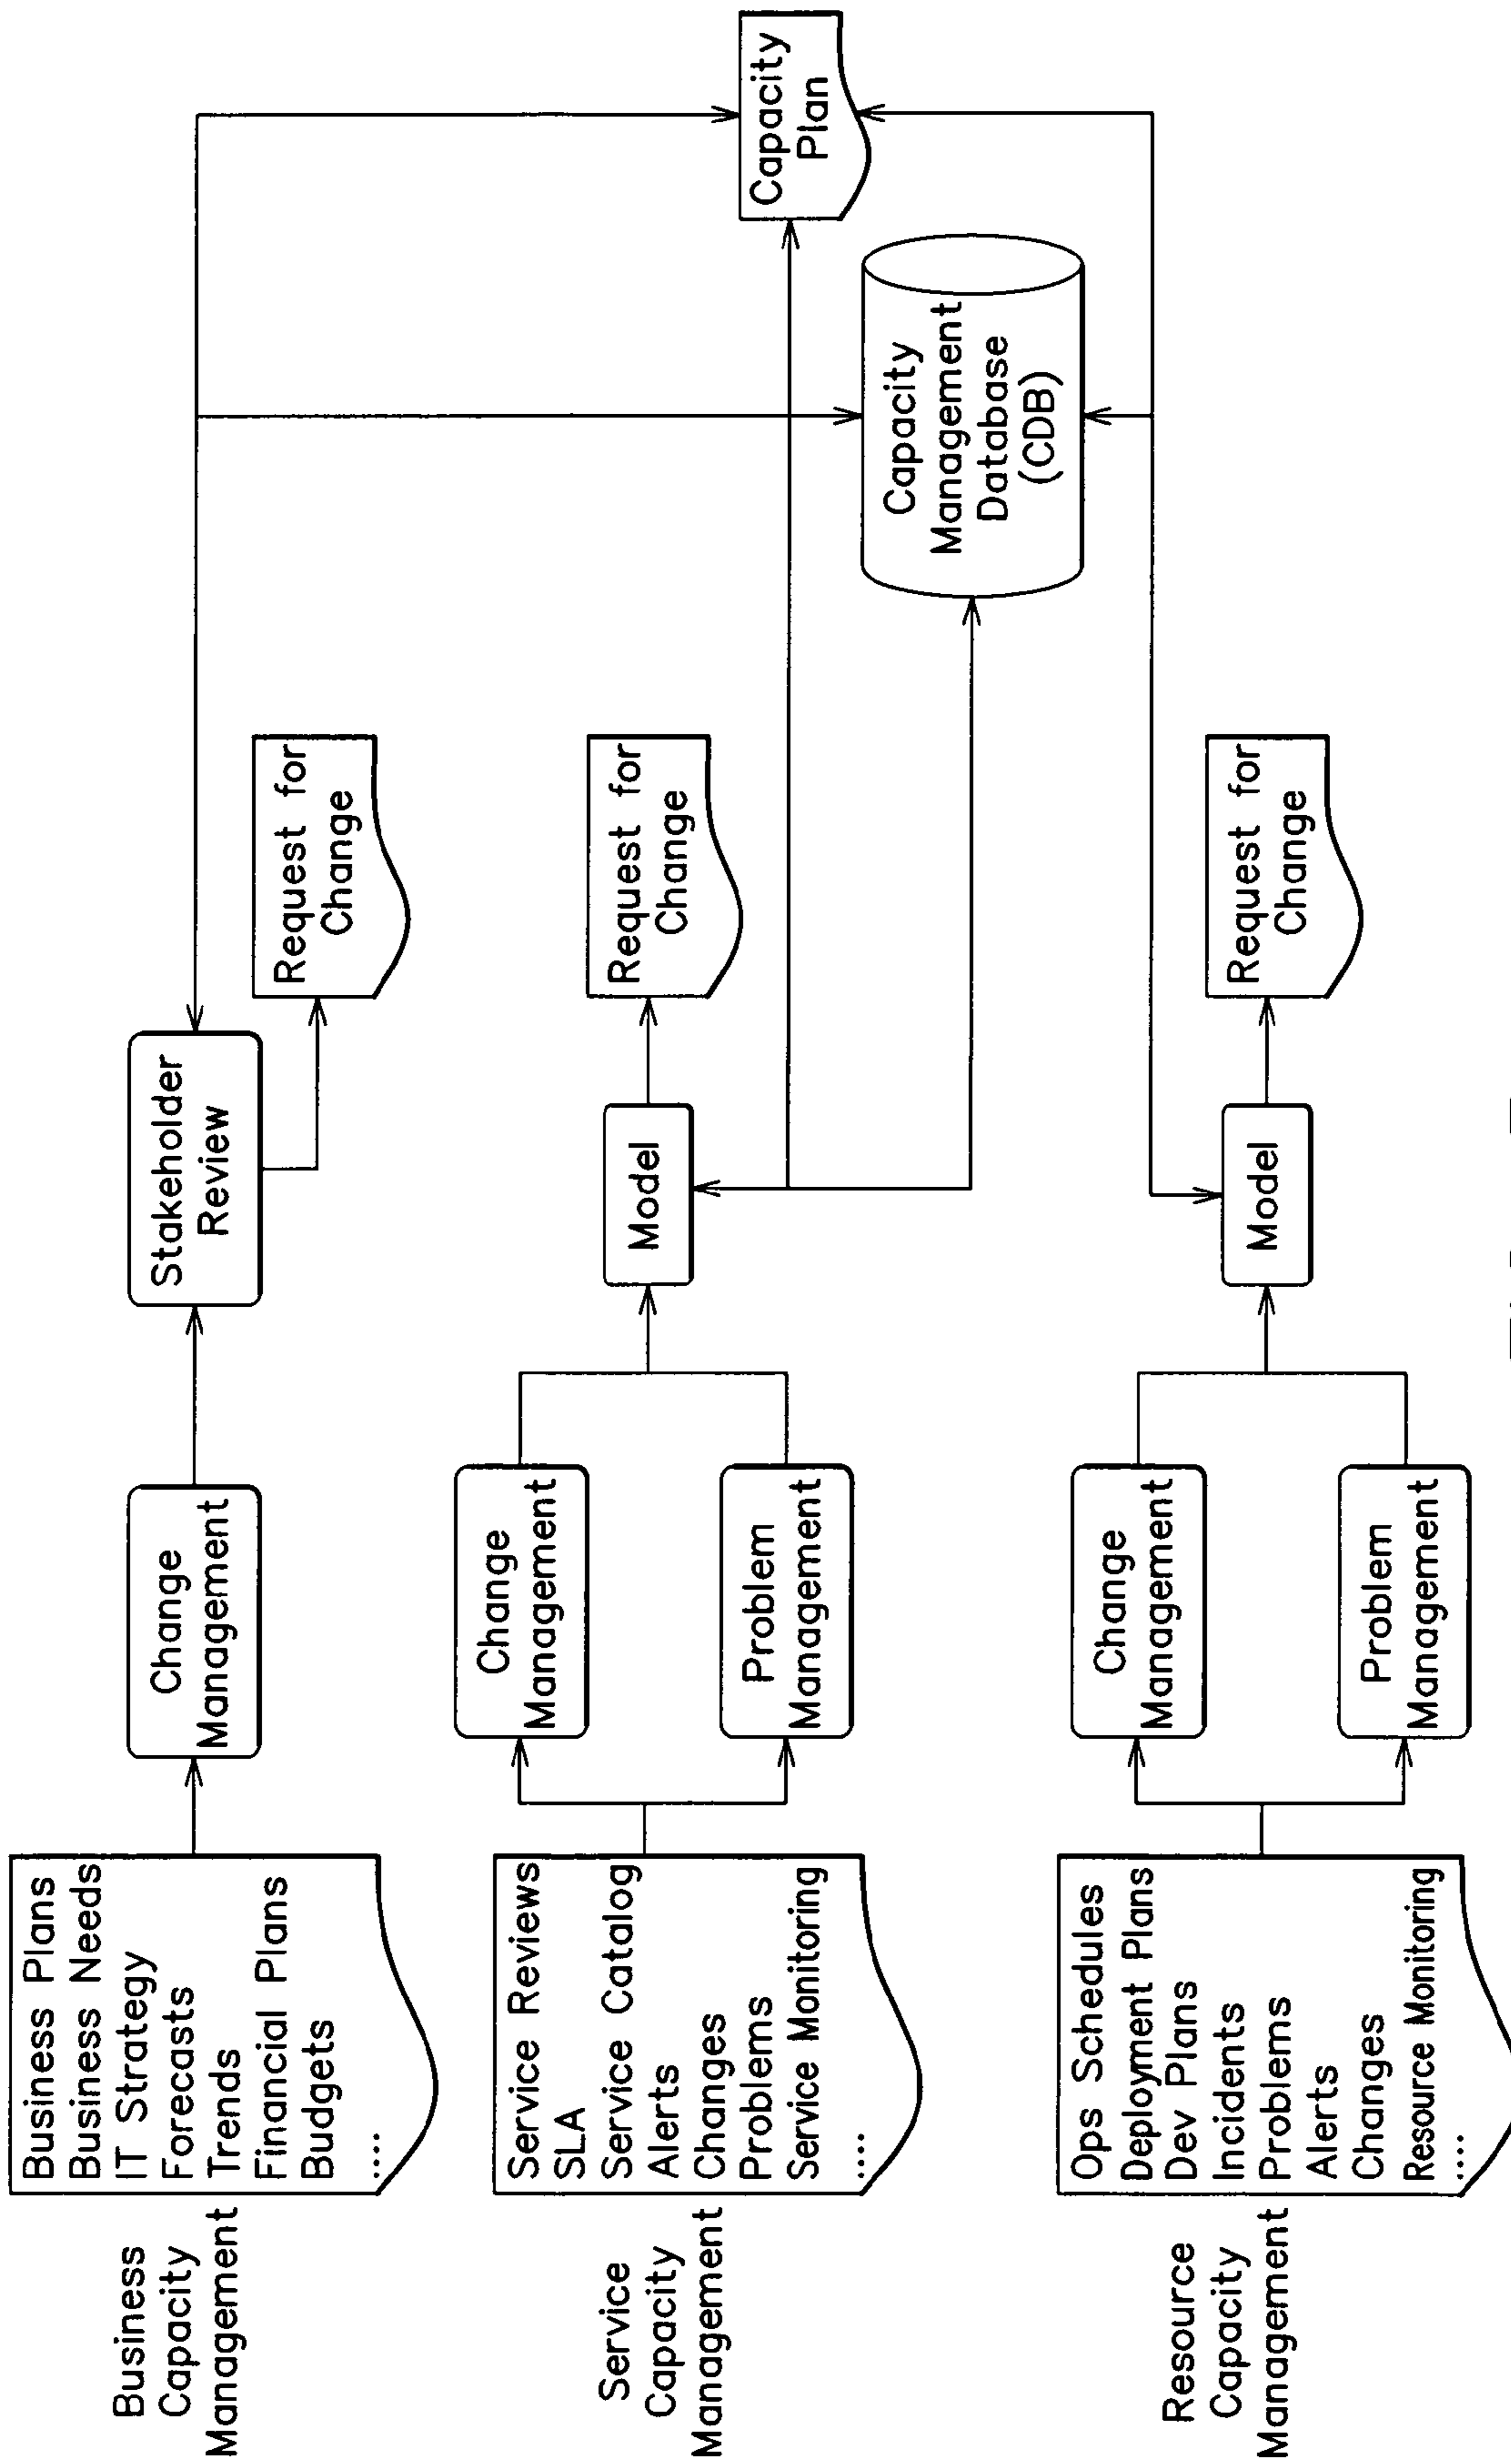 Business
Capacity
Management
Business Plans
Business Needs
IT Strategy
Forecasts
Trends
Financial Plans
Budgets
....
Change
Management
Stakeholder
Review
Request for
Change
Service
Capacity
Management
Service Reviews
SLA
Service Catalog
Alerts
Changes
Problems
Service Monitoring
....
Change
Management
Problem
Management
Model
Request for
Change
Capacity
Plan
Capacity
Management
Database
(CDB)
Resource
Capacity
Management
Ops Schedules
Deployment Plans
Dev Plans
Incidents
Problems
Alerts
Changes
Resource Monitoring
....
Change
Management
Problem
Management
Model
Request for
Change